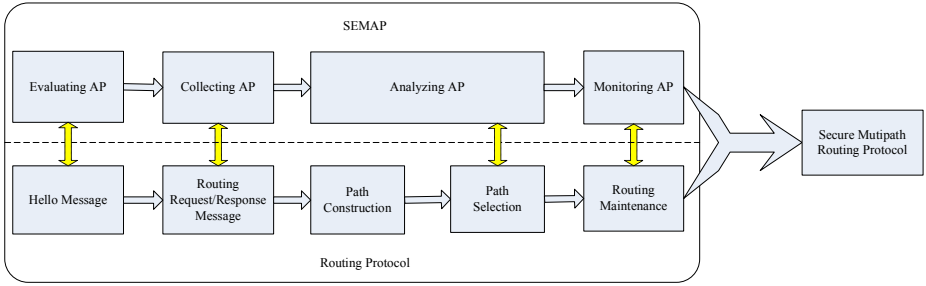 SEMAP
Evaluating AP
Collecting AP
Analyzing AP
Monitoring AP
Secure Mutipath
Routing Protocol
Hello Message
Routing
Request/Response
Message
Path
Construction
Path
Selection
Routing
Maintenance
Routing Protocol